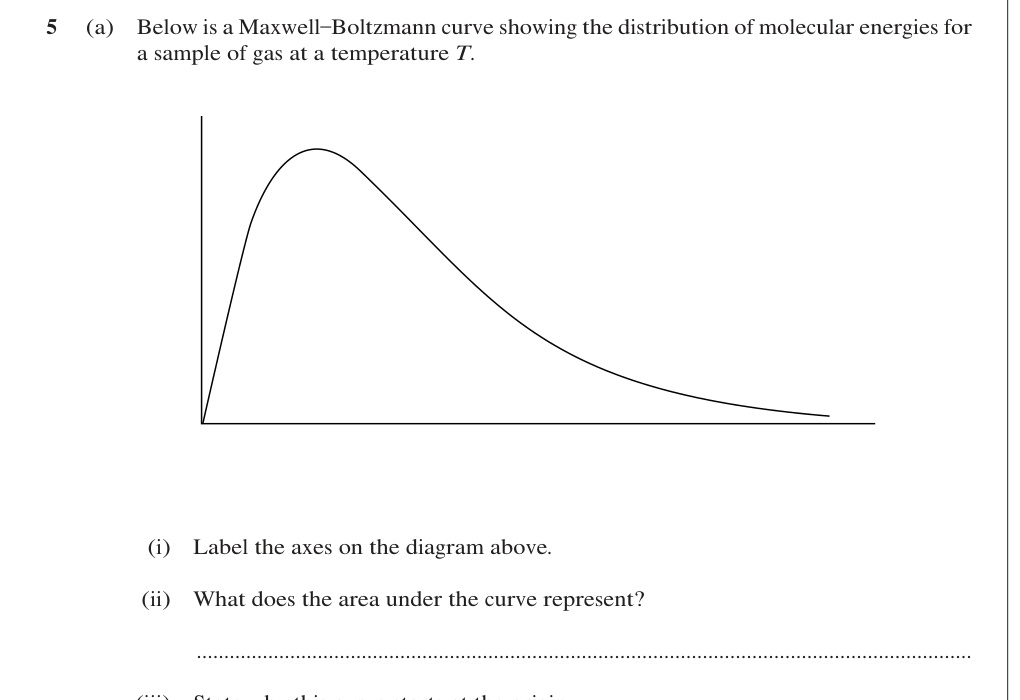 5 (a) Below is a Maxwell–Boltzmann curve showing the distribution of molecular energies for
a sample of gas at a temperature T.
(i) Label the axes on the diagram above.
(ii) What does the area under the curve represent?